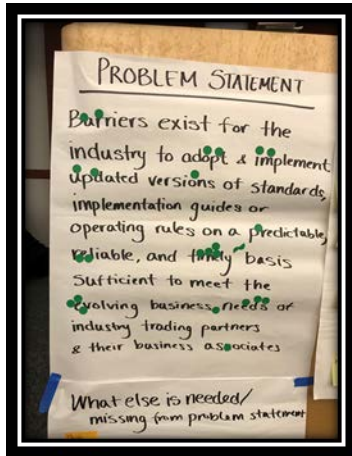 PROBLEM STATEMENT
Barriers exist for the
industry to adopt & implement
updated versions of standards,
implementation guides or
operating rules on a predictable,
reliable, and timely basis
sufficient to meet the
evolving business needs of
industry trading partners
& their business associates
What else is needed/
missing from problem statement